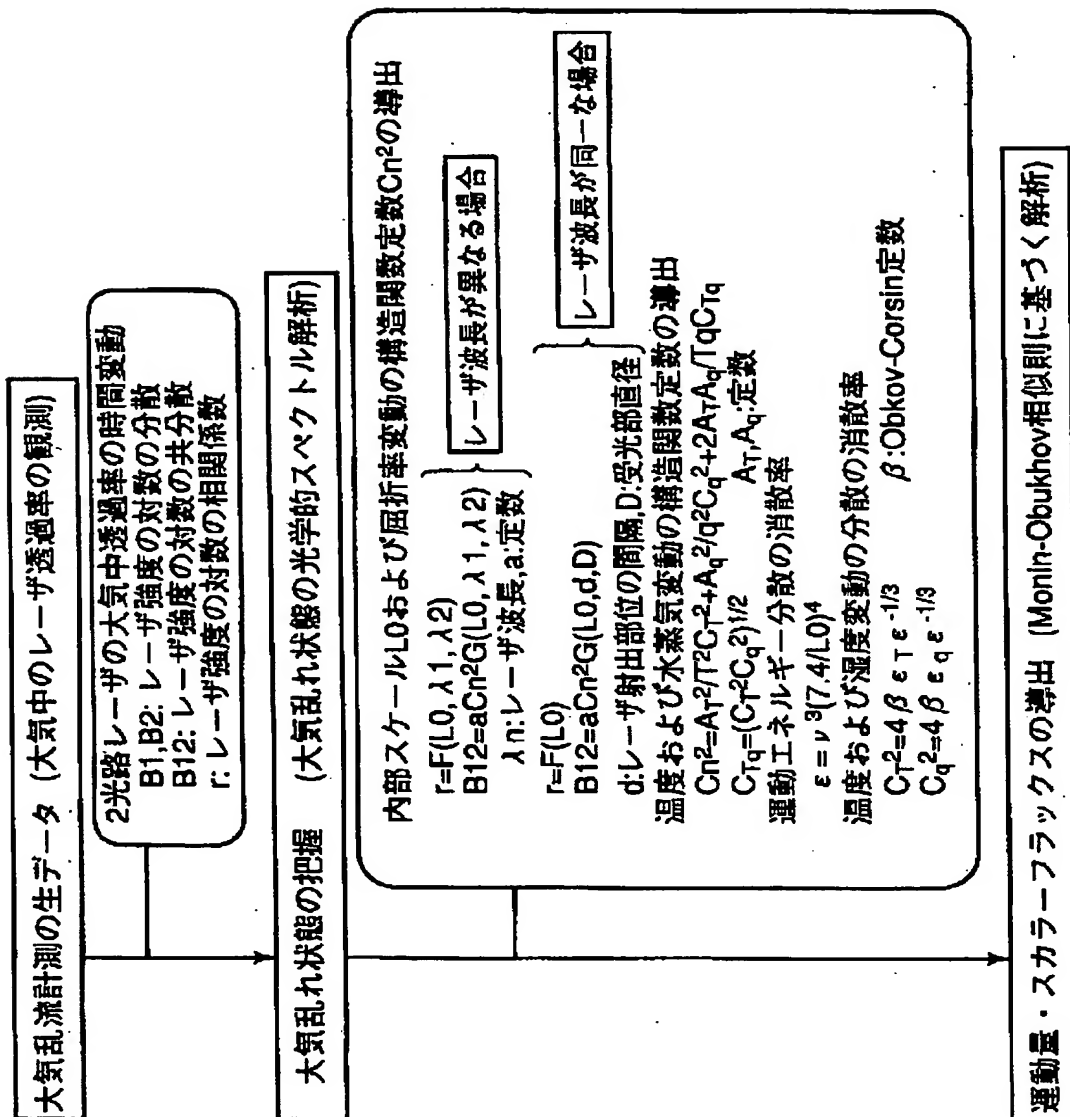 大気乱流計測の生データ (大気中のレーザ透過率の観測)
2光路レーザの大気中透過率の時間変動
B1,B2: レーザ強度の対数の分散
B12: レーザ強度の対数の共分散
r: レーザ強度の対数の相関係数
大気乱れ状態の把握 (大気乱れ状態の光学的スペクトル解析)
内部スケールL0および屈折率変動の構造関数定数Cn²の導出
r=F(L0,λ1,λ2)
B12=aCn²G(L0,λ1,λ2)
λn:レーザ波長,a:定数
レーザ波長が異なる場合
r=F(L0)
B12=aCn²G(L0,d,D)
d:レーザ射出部位の間隔,D:受光部直径
レーザ波長が同一な場合
温度および水蒸気変動の構造関数定数の導出
Cn²=A_T²/T²C_T²+A_q²/q²C_q²+2A_TA_q/TqC_Tq
C_Tq=(C_T²C_q²)^1/2
A_T,A_q:定数
運動エネルギー分散の消散率
ε=ν³(7.4/L0)⁴
温度および湿度変動の分散の消散率
C_T²=4βε_Tε^-1/3
C_q²=4βε_qε^-1/3
β:Obkov-Corsin定数
運動量・スカラーフラックスの導出 (Monin-Obukhov相似則に基づく解析)